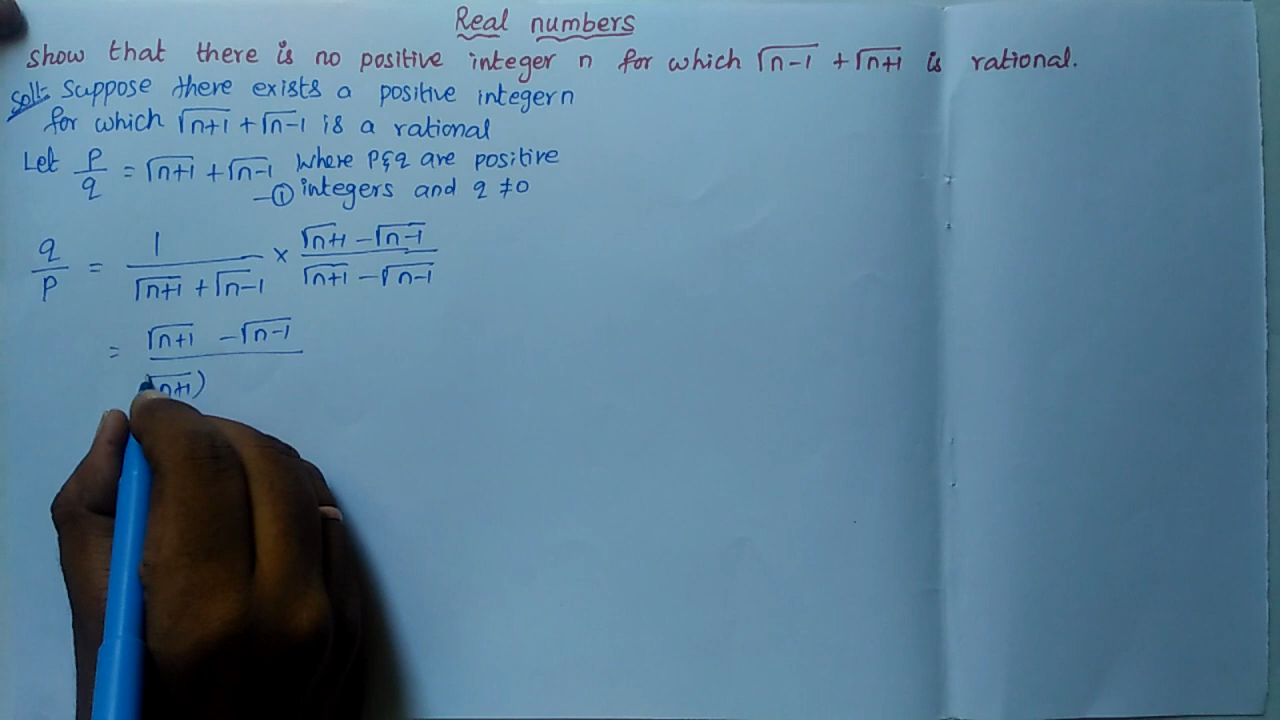 Real numbers
show that there is no positive integer n for which √n-1 + √n+1 is rational.
Sol:- Suppose there exists a positive integer n
for which √n+1 + √n-1 is a rational
Let p/q = √n+1 + √n-1 where p & q are positive
—① integers and q ≠ 0
q/p = 1/(√n+1 + √n-1) × (√n+1 - √n-1)/(√n+1 - √n-1)
= √n+1 - √n-1
√n+1)